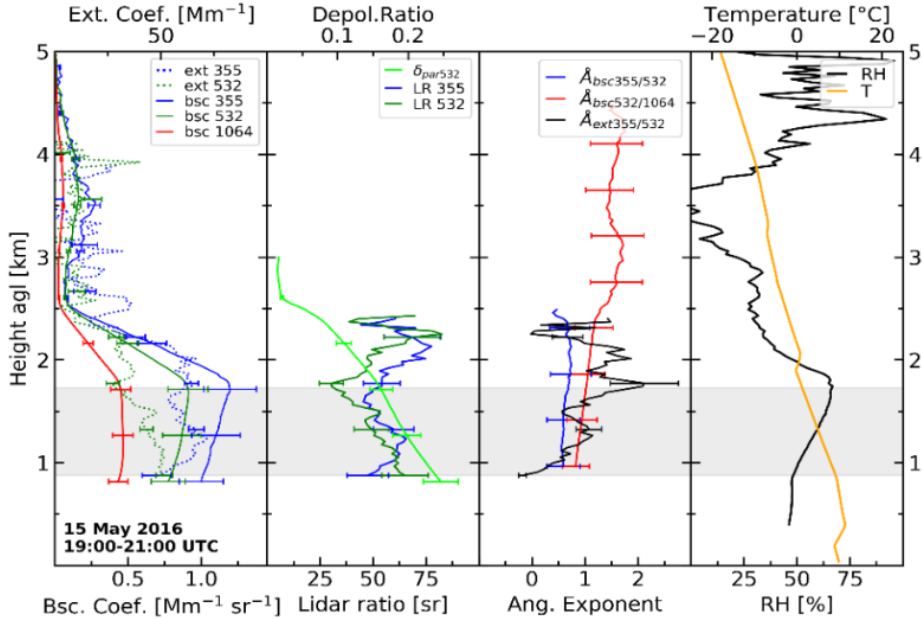 Ext. Coef. [Mm⁻¹]
Depol.Ratio
Temperature [°C]
50
0.1
0.2
−20
0
20
5
4
3
2
1
Height agl [km]
ext 355
ext 532
bsc 355
bsc 532
bsc 1064
δpar532
LR 355
LR 532
Åbsc355/532
Åbsc532/1064
Åext355/532
RH
T
5
4
3
2
1
15 May 2016
19:00-21:00 UTC
0.5
1.0
25
50
75
0
1
2
25
50
75
Bsc. Coef. [Mm⁻¹ sr⁻¹]
Lidar ratio [sr]
Ang. Exponent
RH [%]